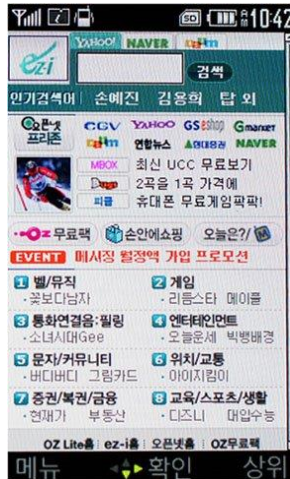 10:42
YAHOO! NAVER Daum
ez-i 검색
인기검색어 손예진 김용희 탑 외
오픈넷 프리존
CGV YAHOO GSeshop Gmarket
Daum 연합뉴스 NAVER
MBOX 최신 UCC 무료보기
2곡을 1곡 가격에
피클 휴대폰 무료게임팍팍!
OZ 무료팩 손안에쇼핑 오늘은?/
EVENT 메시징 월정액 가입 프로모션
1 벨/뮤직 2 게임
·꽃보다남자 ·리듬스타 메이플
3 통화연결음:필링 4 엔터테인먼트
·소녀시대Gee ·오늘운세 빅뱅배경
5 문자/커뮤니티 6 위치/교통
·버디버디 그림카드 ·아이지킴이
7 증권/복권/금융 8 교육/스포츠/생활
·현재가 부동산 ·디즈니 대입수능
OZ Lite홈 ez-i홈 오픈넷홈 OZ무료팩
메뉴 확인 상위